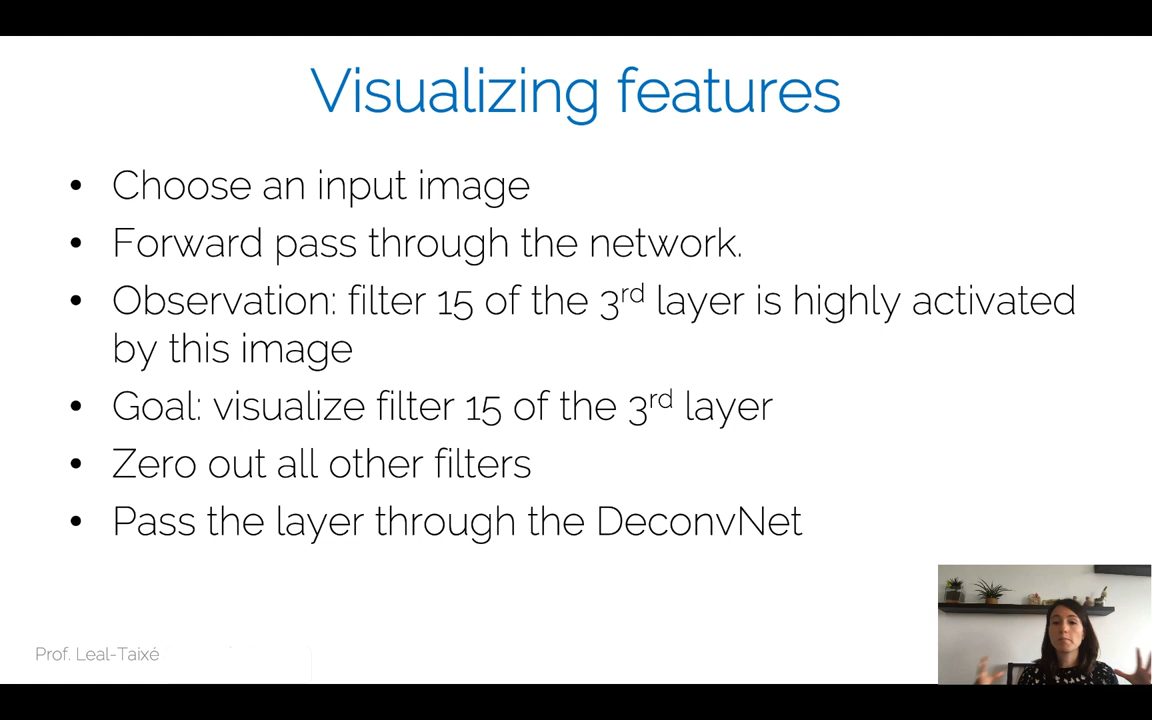 Visualizing features
• Choose an input image
• Forward pass through the network.
• Observation: filter 15 of the 3rd layer is highly activated
by this image
• Goal: visualize filter 15 of the 3rd layer
• Zero out all other filters
• Pass the layer through the DeconvNet
Prof. Leal-Taixé